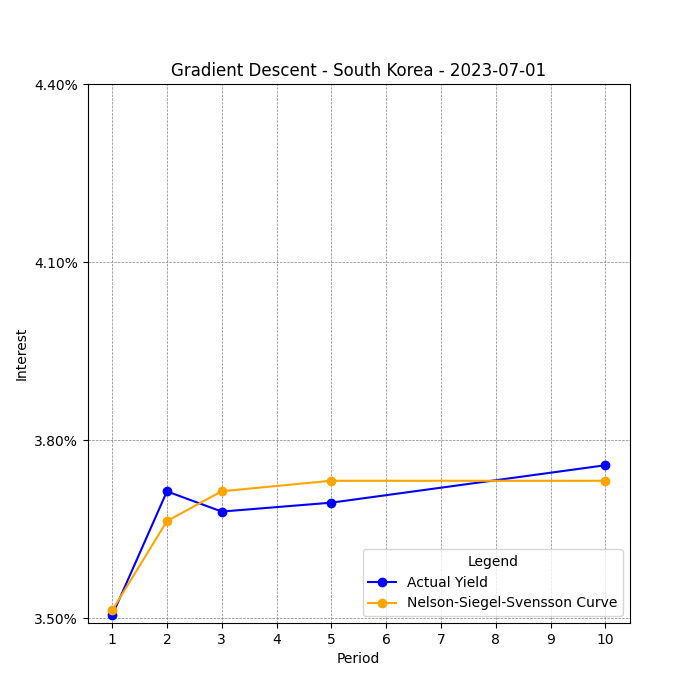 Gradient Descent - South Korea - 2023-07-01
4.40%
4.10%
3.80%
3.50%
Interest
Legend
Actual Yield
Nelson-Siegel-Svensson Curve
1 2 3 4 5 6 7 8 9 10
Period